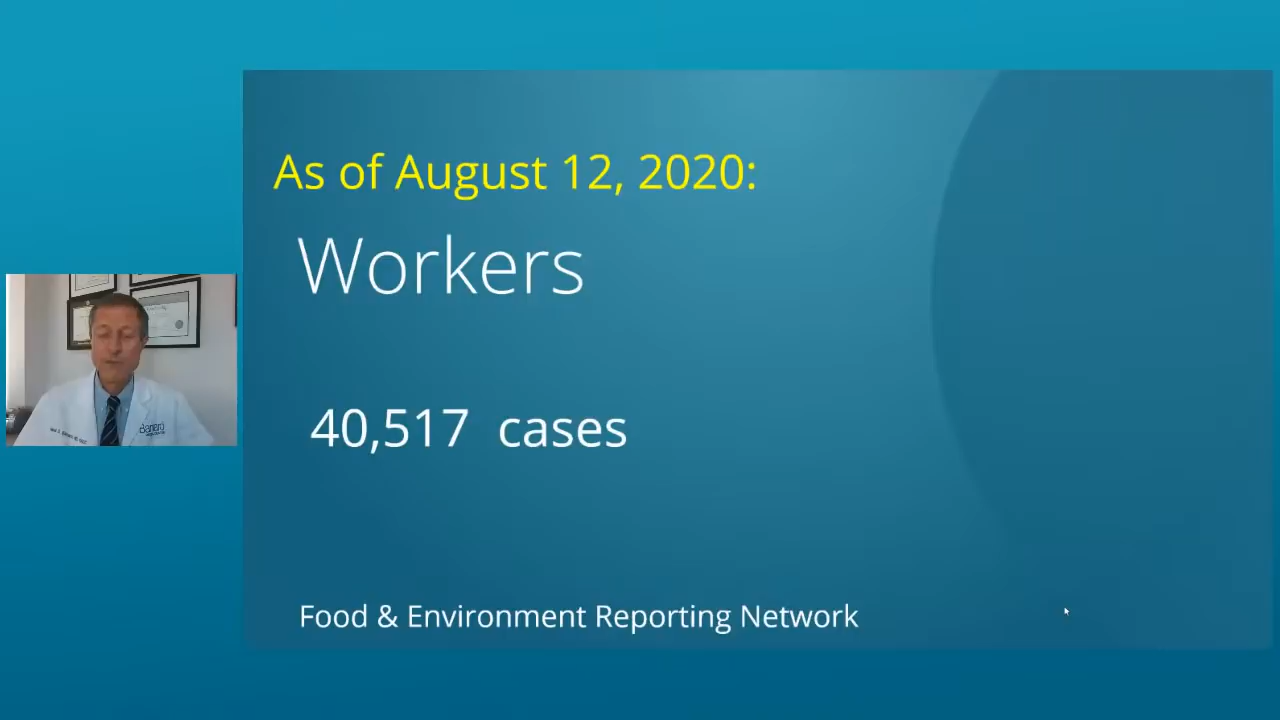 As of August 12, 2020:
Workers
40,517 cases
Food & Environment Reporting Network